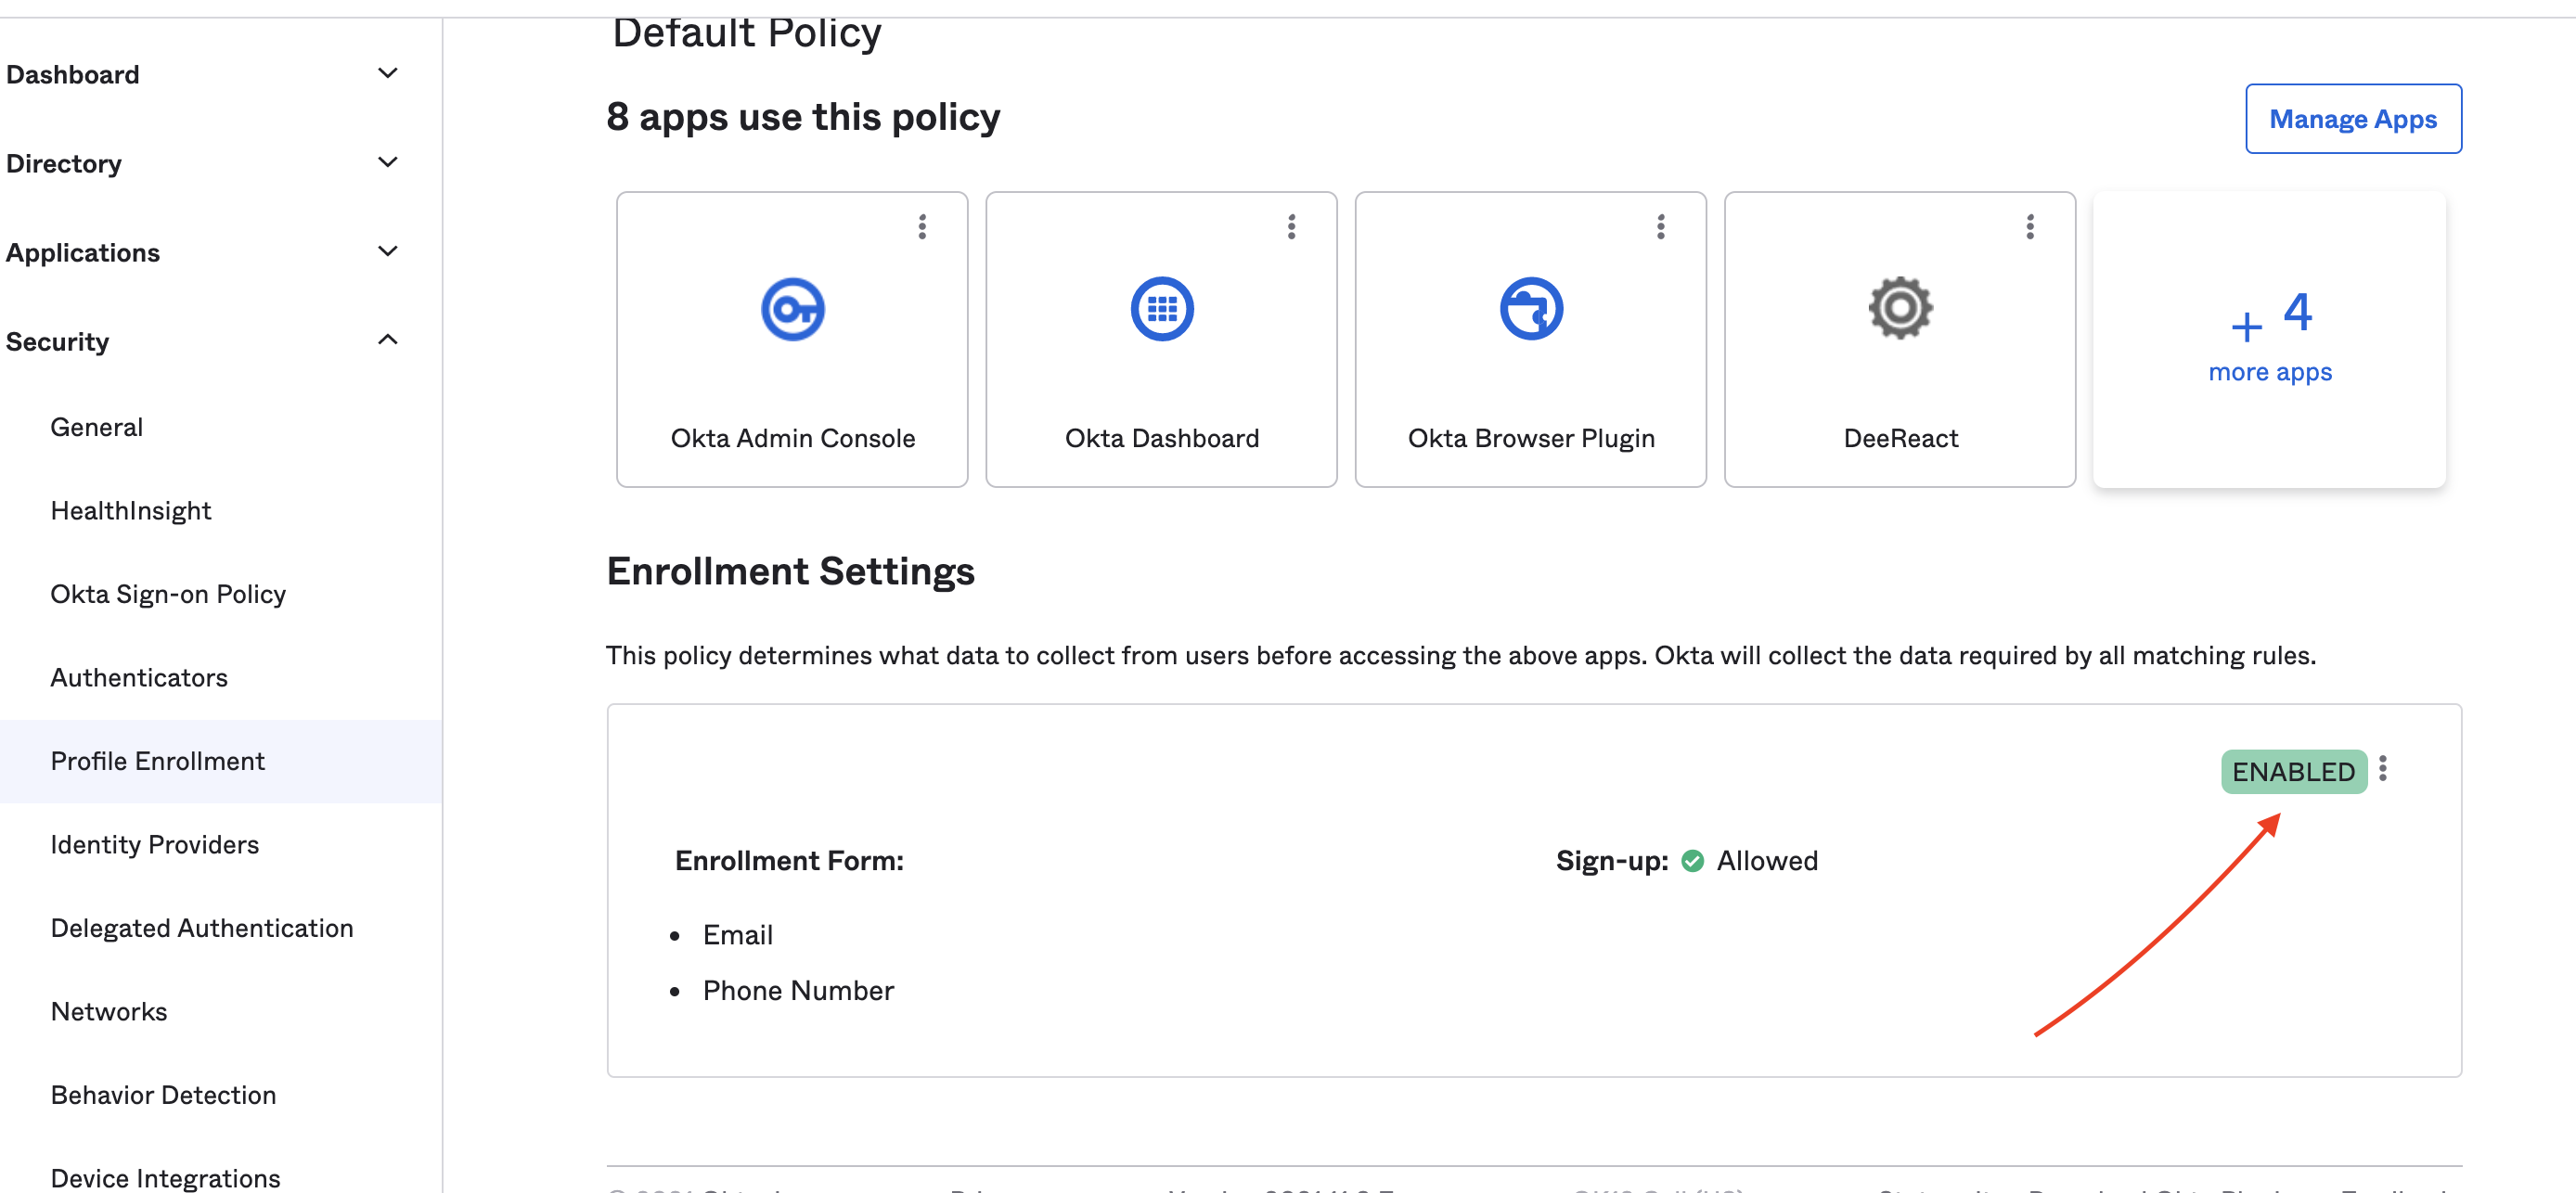 Default Policy
Dashboard
Directory
Applications
Security
General
HealthInsight
Okta Sign-on Policy
Authenticators
Profile Enrollment
Identity Providers
Delegated Authentication
Networks
Behavior Detection
Device Integrations
8 apps use this policy
Manage Apps
Okta Admin Console
Okta Dashboard
Okta Browser Plugin
DeeReact
+ 4
more apps
Enrollment Settings
This policy determines what data to collect from users before accessing the above apps. Okta will collect the data required by all matching rules.
ENABLED
Enrollment Form:
Sign-up: Allowed
• Email
• Phone Number